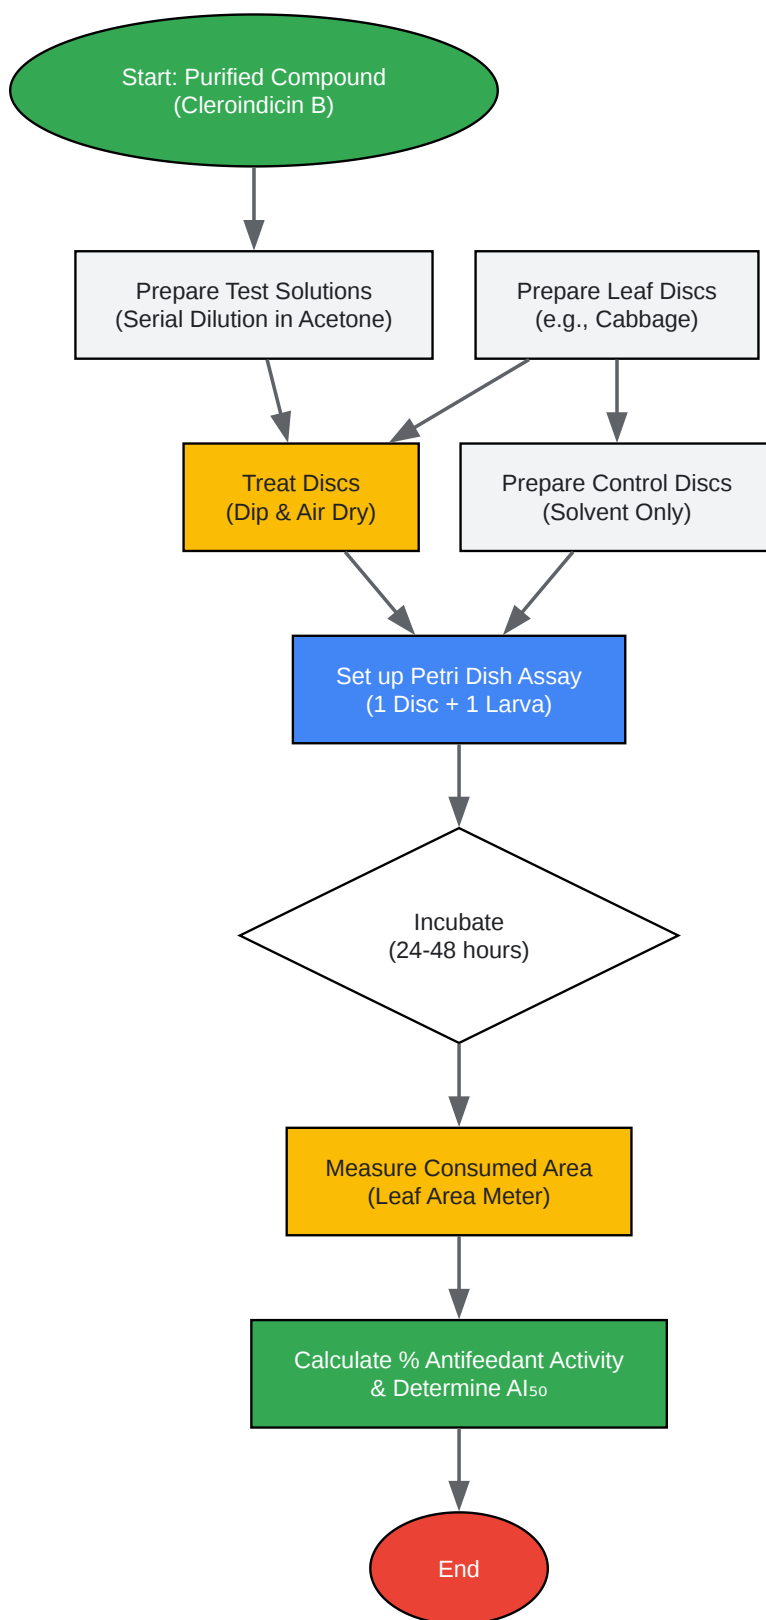 Start: Purified Compound
(Cleroindicin B)
Prepare Test Solutions
(Serial Dilution in Acetone)
Prepare Leaf Discs
(e.g., Cabbage)
Treat Discs
(Dip & Air Dry)
Prepare Control Discs
(Solvent Only)
Set up Petri Dish Assay
(1 Disc + 1 Larva)
Incubate
(24-48 hours)
Measure Consumed Area
(Leaf Area Meter)
Calculate % Antifeedant Activity
& Determine AI₅₀
End